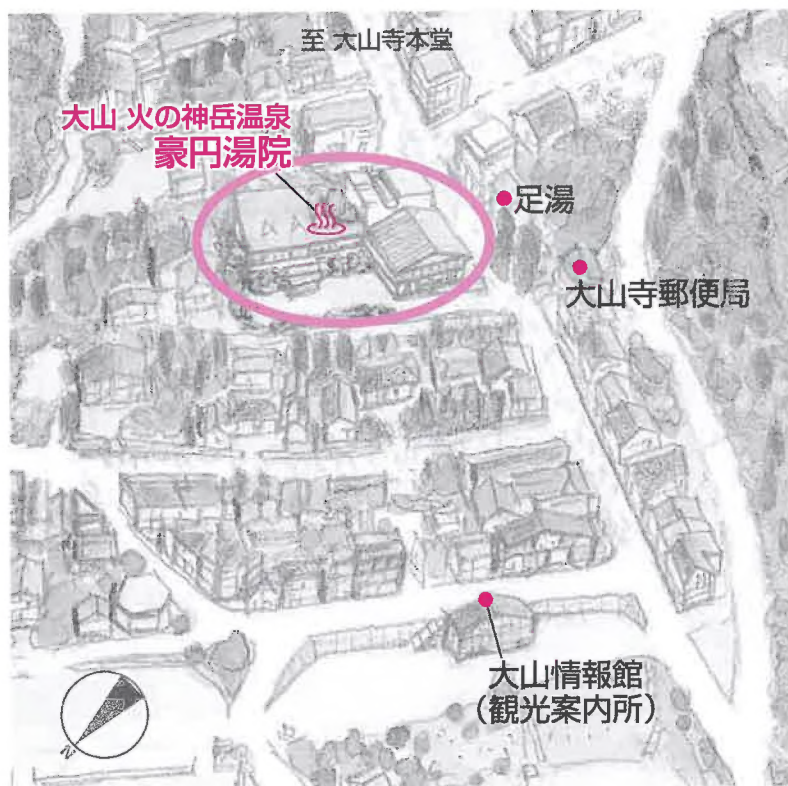 至 大山寺本堂
大山 火の神岳温泉
豪円湯院
足湯
大山寺郵便局
大山情報館
（観光案内所）
N